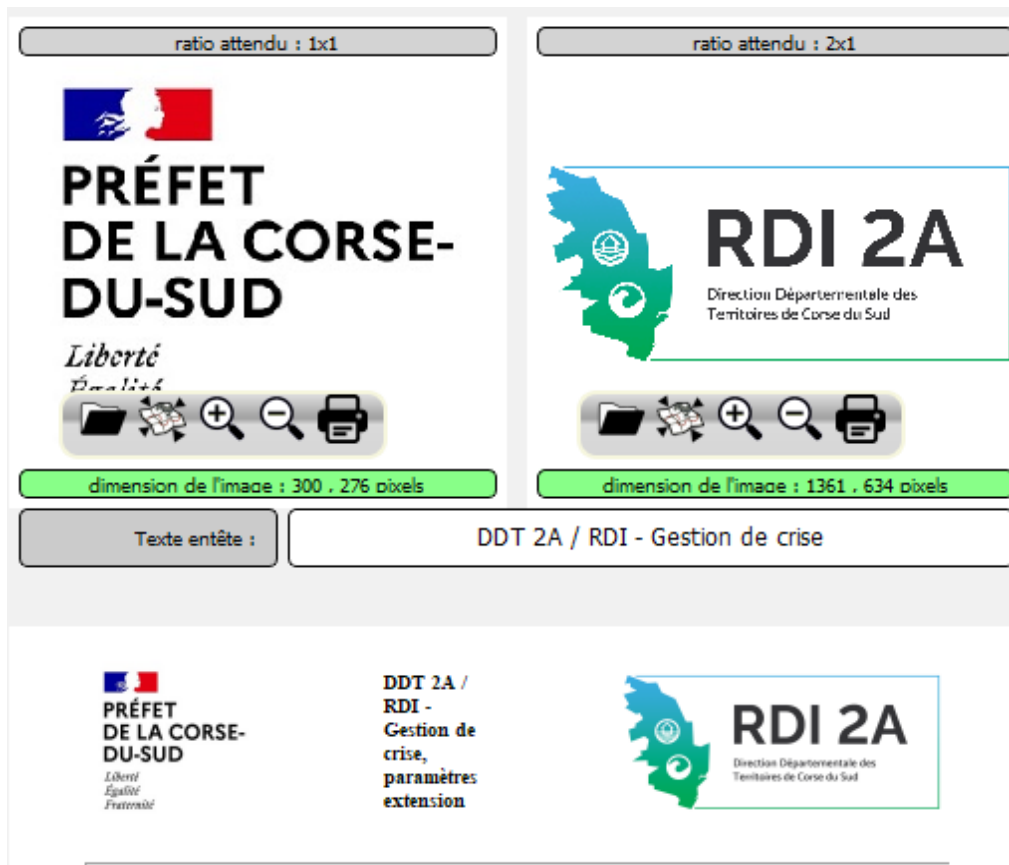 ratio attendu : 1x1
ratio attendu : 2x1
PRÉFET
DE LA CORSE-
DU-SUD
Liberté
Égalité
RDI 2A
Direction Départementale des
Territoires de Corse du Sud
dimension de l'image : 300 , 276 pixels
dimension de l'image : 1361 , 634 pixels
Texte entête :
DDT 2A / RDI - Gestion de crise
PRÉFET
DE LA CORSE-
DU-SUD
Liberté
Égalité
Fraternité
DDT 2A /
RDI -
Gestion de
crise,
paramètres
extension
RDI 2A
Direction Départementale des
Territoires de Corse du Sud